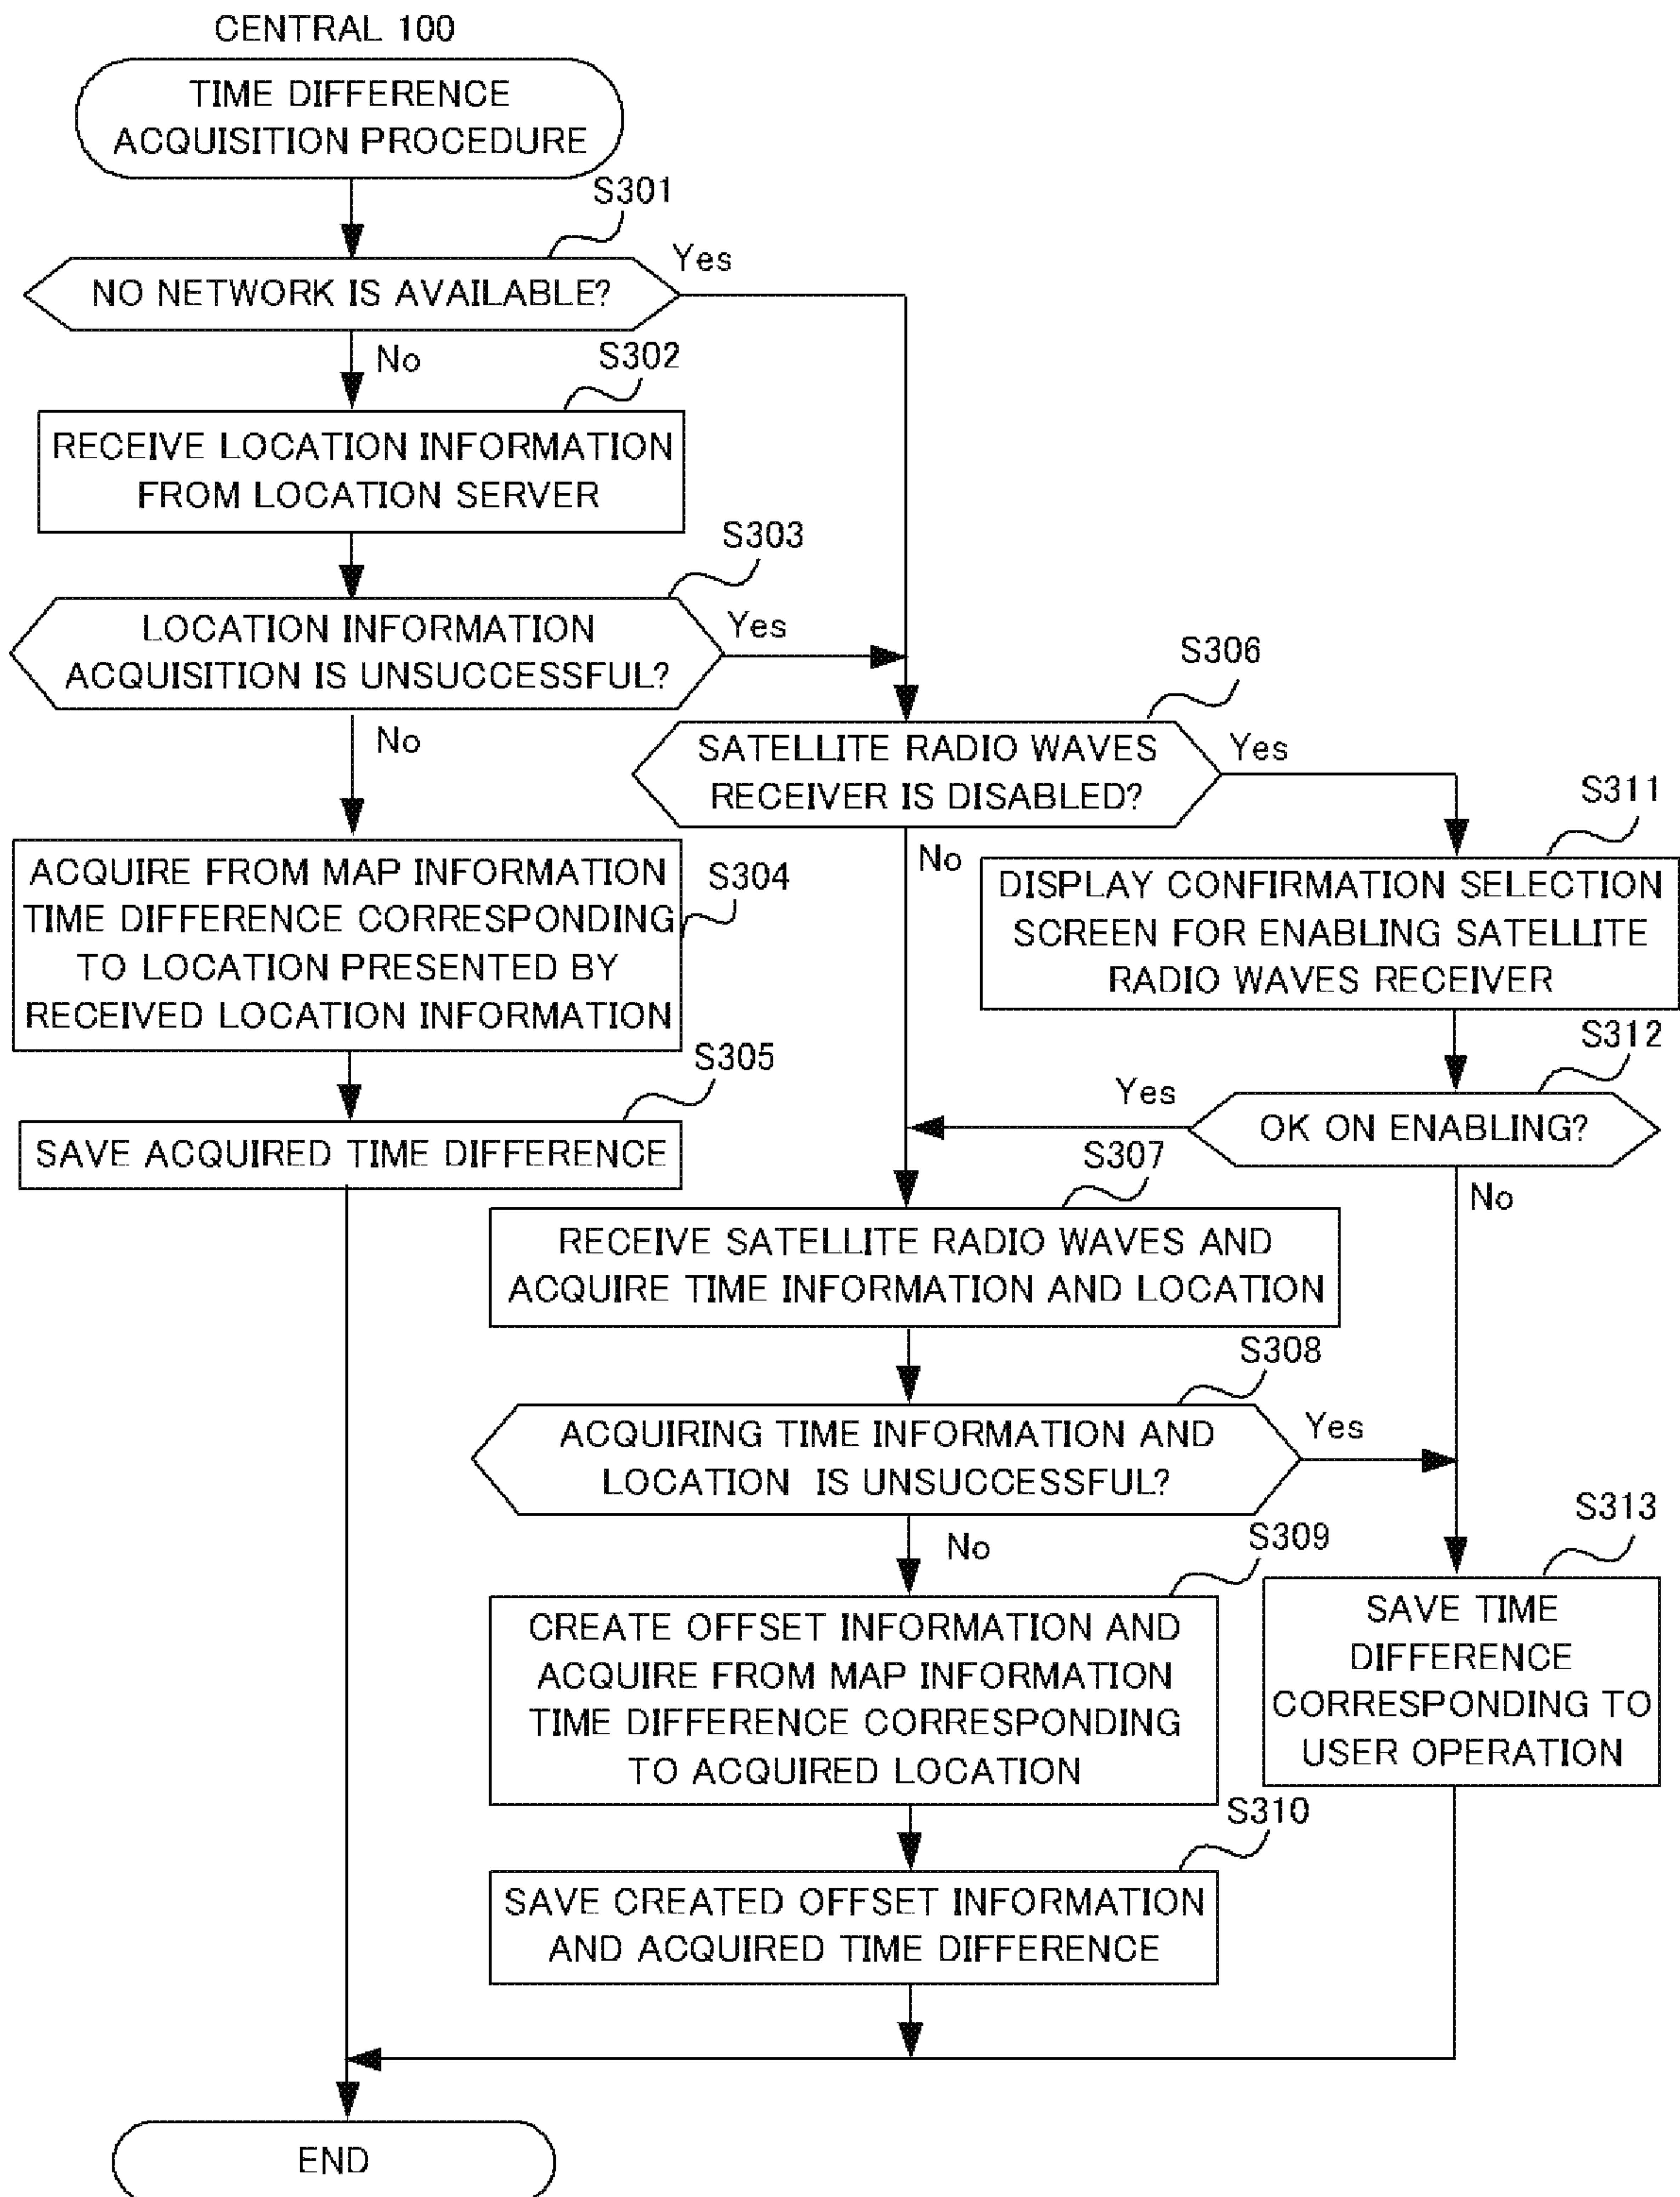 CENTRAL 100
TIME DIFFERENCE
ACQUISITION PROCEDURE
S301
NO NETWORK IS AVAILABLE?
Yes
No
S302
RECEIVE LOCATION INFORMATION
FROM LOCATION SERVER
S303
LOCATION INFORMATION
ACQUISITION IS UNSUCCESSFUL?
Yes
No
S304
ACQUIRE FROM MAP INFORMATION
TIME DIFFERENCE CORRESPONDING
TO LOCATION PRESENTED BY
RECEIVED LOCATION INFORMATION
S305
SAVE ACQUIRED TIME DIFFERENCE
S306
SATELLITE RADIO WAVES
RECEIVER IS DISABLED?
Yes
No
S311
DISPLAY CONFIRMATION SELECTION
SCREEN FOR ENABLING SATELLITE
RADIO WAVES RECEIVER
S312
OK ON ENABLING?
Yes
No
S307
RECEIVE SATELLITE RADIO WAVES AND
ACQUIRE TIME INFORMATION AND LOCATION
S308
ACQUIRING TIME INFORMATION AND
LOCATION IS UNSUCCESSFUL?
Yes
No
S309
CREATE OFFSET INFORMATION AND
ACQUIRE FROM MAP INFORMATION
TIME DIFFERENCE CORRESPONDING
TO ACQUIRED LOCATION
S310
SAVE CREATED OFFSET INFORMATION
AND ACQUIRED TIME DIFFERENCE
S313
SAVE TIME
DIFFERENCE
CORRESPONDING TO
USER OPERATION
END